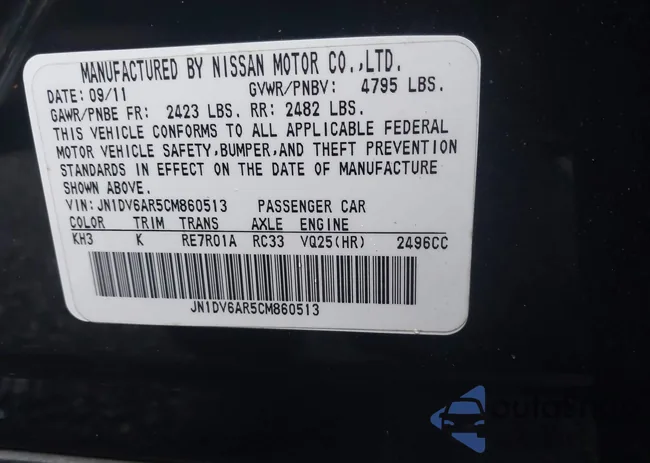 MANUFACTURED BY NISSAN MOTOR CO.,LTD.
DATE: 09/11 GVWR/PNBV: 4795 LBS.
GAWR/PNBE FR: 2423 LBS. RR: 2482 LBS.
THIS VEHICLE CONFORMS TO ALL APPLICABLE FEDERAL
MOTOR VEHICLE SAFETY,BUMPER,AND THEFT PREVENTION
STANDARDS IN EFFECT ON THE DATE OF MANUFACTURE
SHOWN ABOVE.
VIN: JN1DV6AR5CM860513 PASSENGER CAR
COLOR TRIM TRANS AXLE ENGINE
KH3 K RE7R01A RC33 VQ25(HR) 2496CC
JN1DV6AR5CM860513